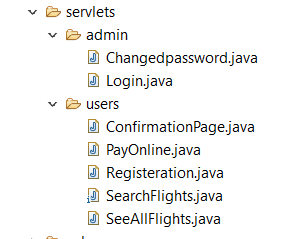 servlets
admin
Changedpassword.java
Login.java
users
ConfirmationPage.java
PayOnline.java
Registeration.java
SearchFlights.java
SeeAllFlights.java